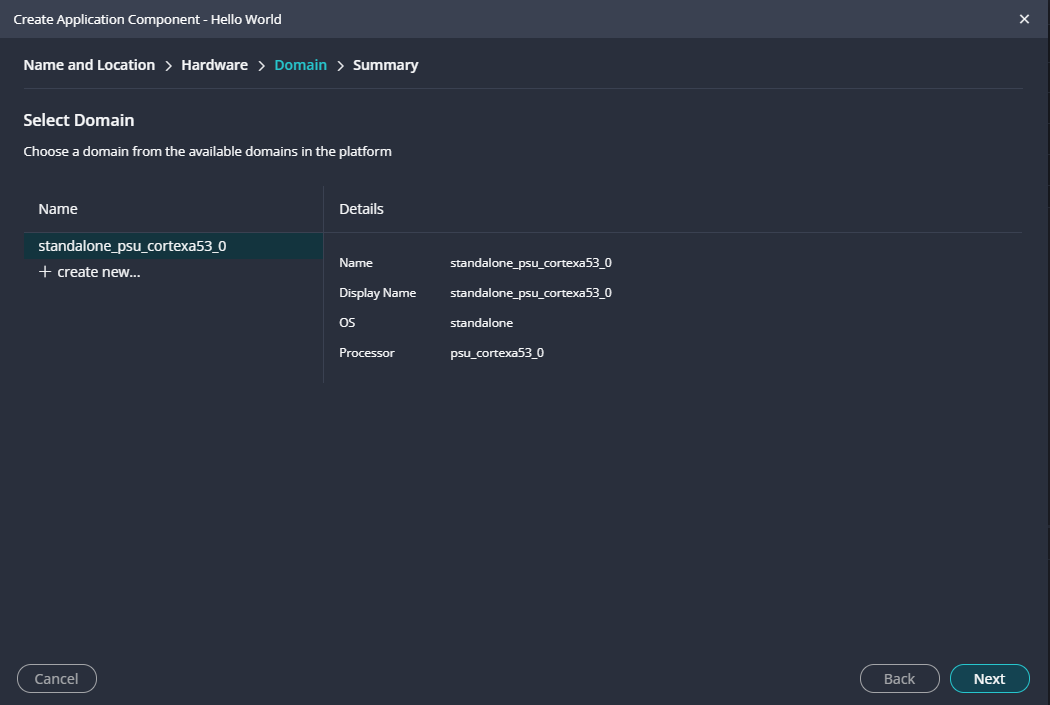 Create Application Component - Hello World
Name and Location > Hardware > Domain > Summary
Select Domain
Choose a domain from the available domains in the platform
Name
Details
standalone_psu_cortexa53_0
+ create new...
Name standalone_psu_cortexa53_0
Display Name standalone_psu_cortexa53_0
OS standalone
Processor psu_cortexa53_0
Cancel
Back
Next